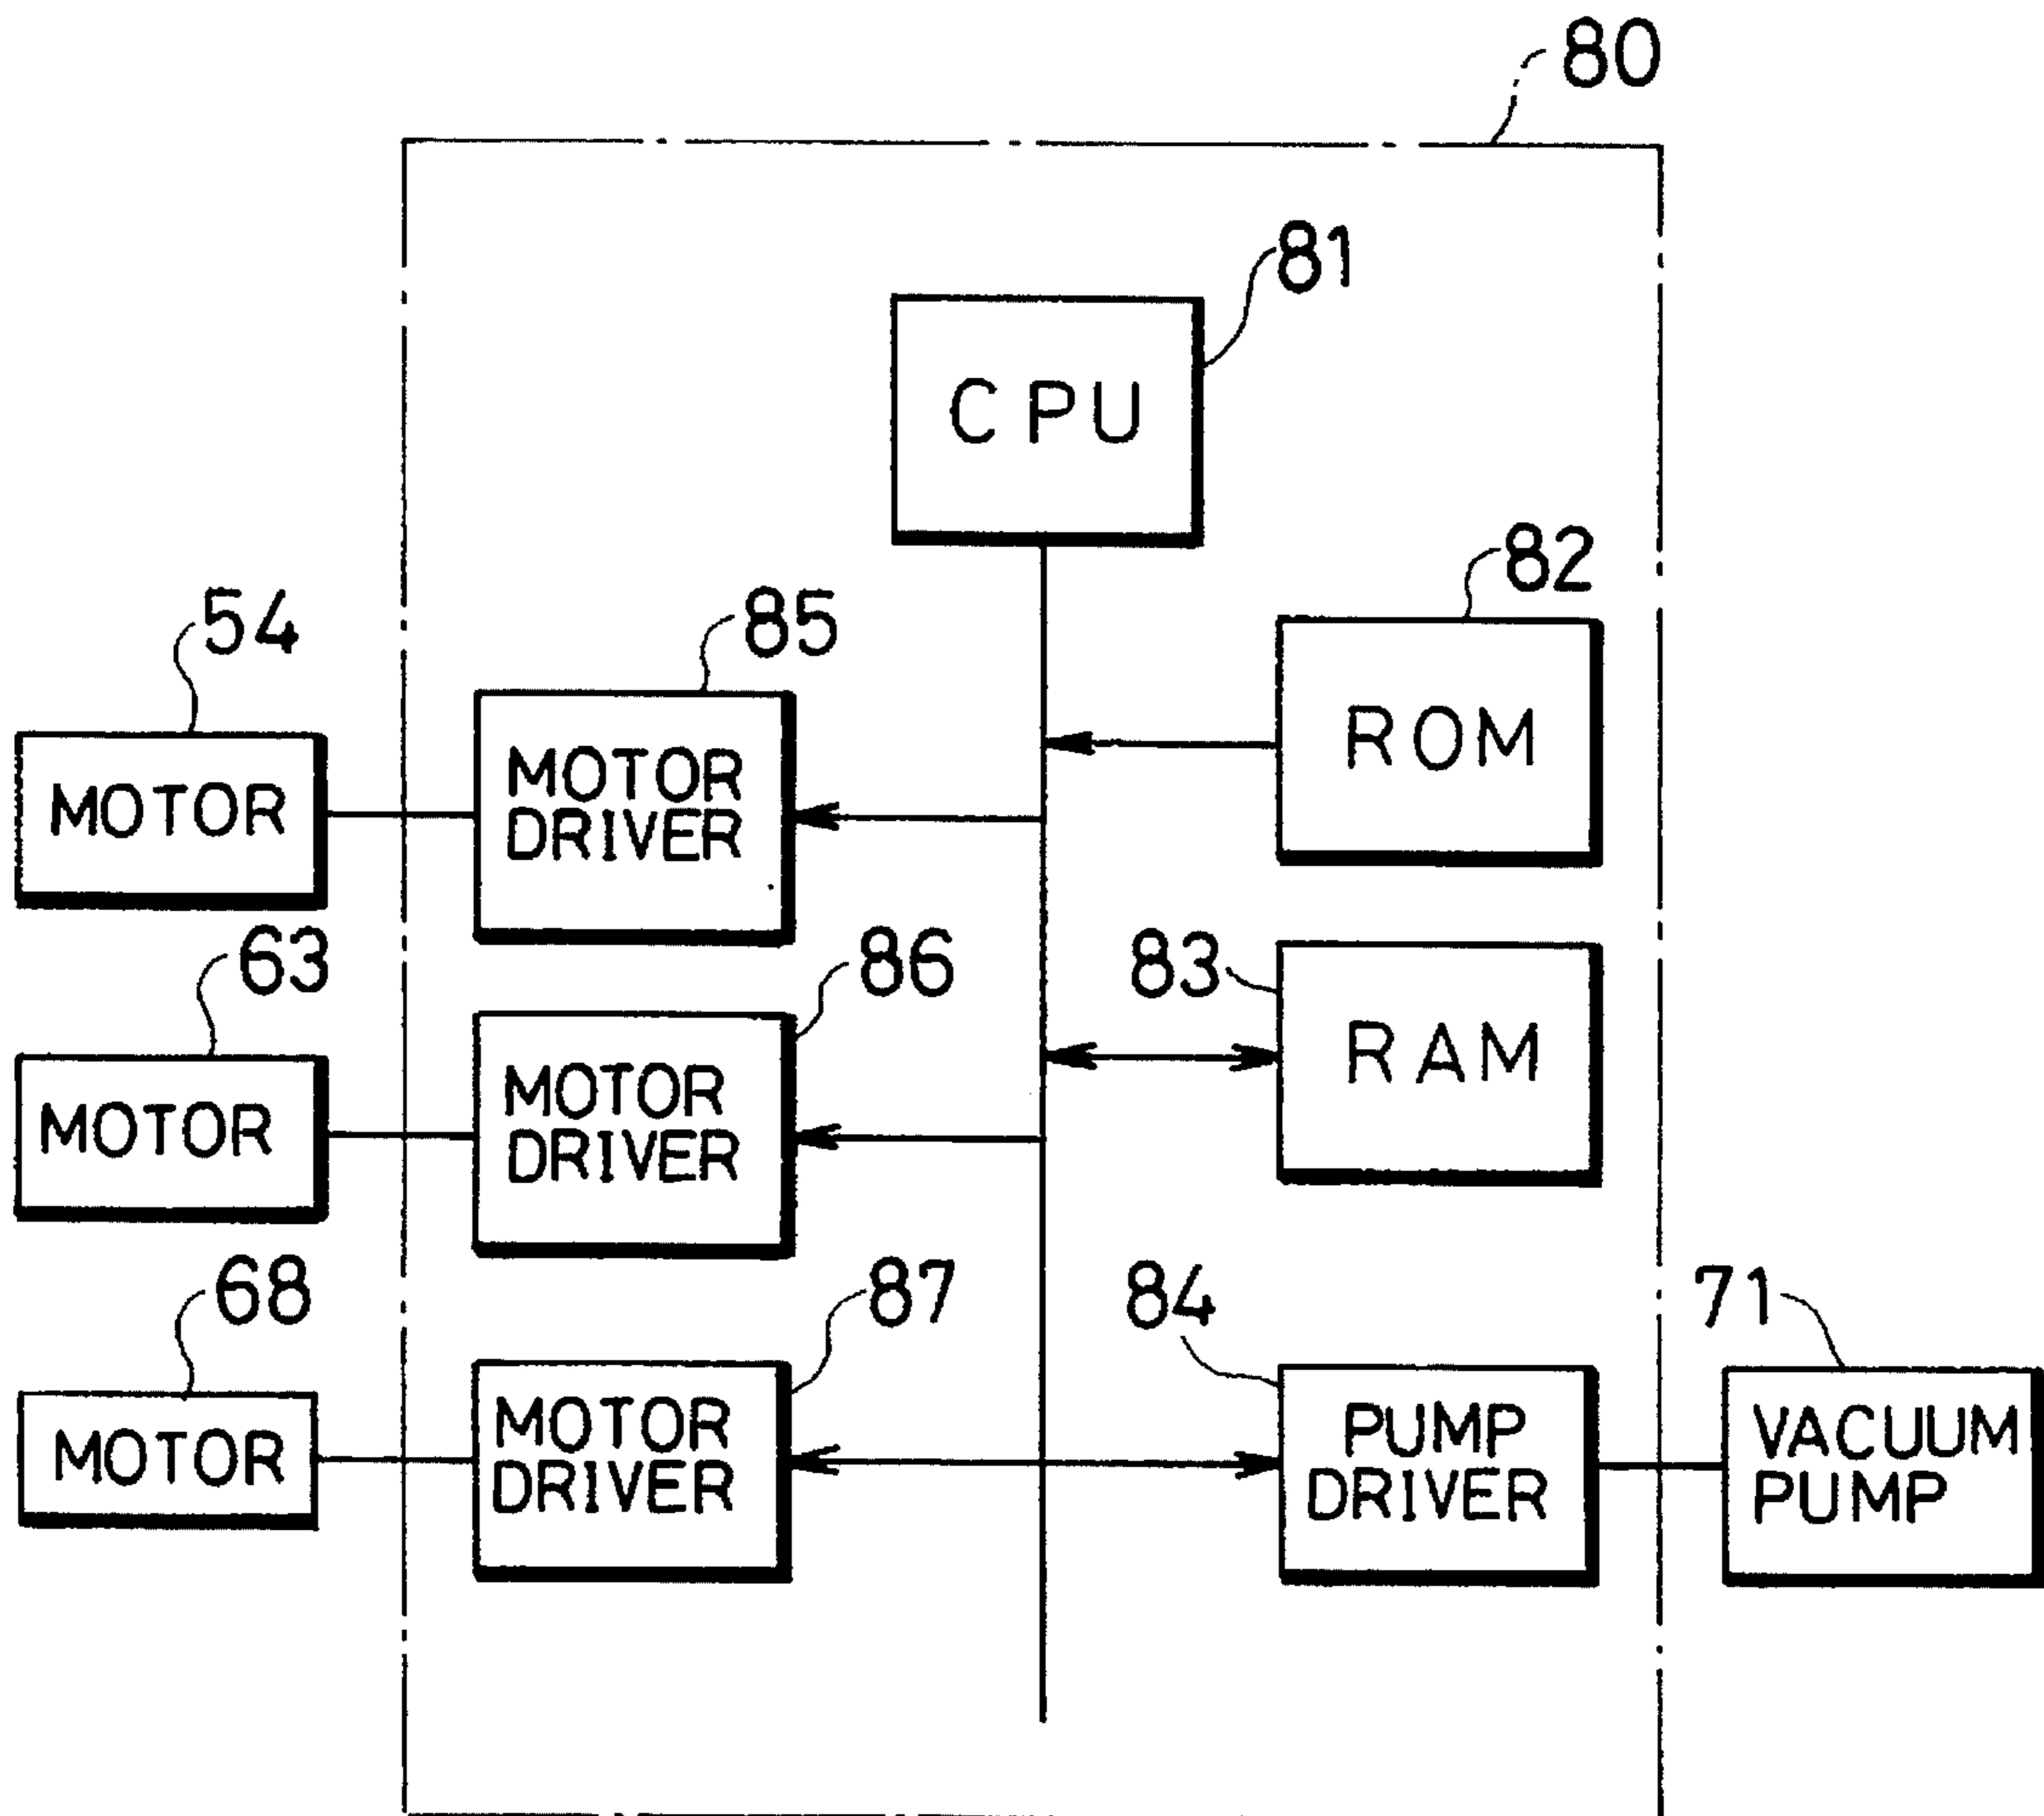 80
81
CPU
82
54
85
ROM
MOTOR
MOTOR
DRIVER
63
86
83
RAM
MOTOR
MOTOR
DRIVER
68
87
84
71
MOTOR
MOTOR
DRIVER
PUMP
DRIVER
VACUUM
PUMP